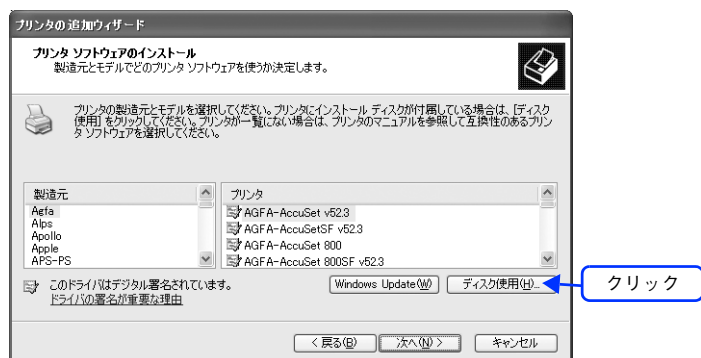 プリンタの追加ウィザード
プリンタ ソフトウェアのインストール
製造元とモデルでどのプリンタ ソフトウェアを使うか決定します。
プリンタの製造元とモデルを選択してください。プリンタにインストール ディスクが付属している場合は、[ディスク
使用] をクリックしてください。プリンタが一覧にない場合は、プリンタのマニュアルを参照して互換性のあるプリン
タ ソフトウェアを選択してください。
製造元
Agfa
Alps
Apollo
Apple
APS-PS
プリンタ
AGFA-AccuSet v52.3
AGFA-AccuSetSF v52.3
AGFA-AccuSet 800
AGFA-AccuSet 800SF v52.3
このドライバはデジタル署名されています。
ドライバの署名が重要な理由
Windows Update(W)
ディスク使用(H)...
クリック
< 戻る(B)
次へ(N) >
キャンセル